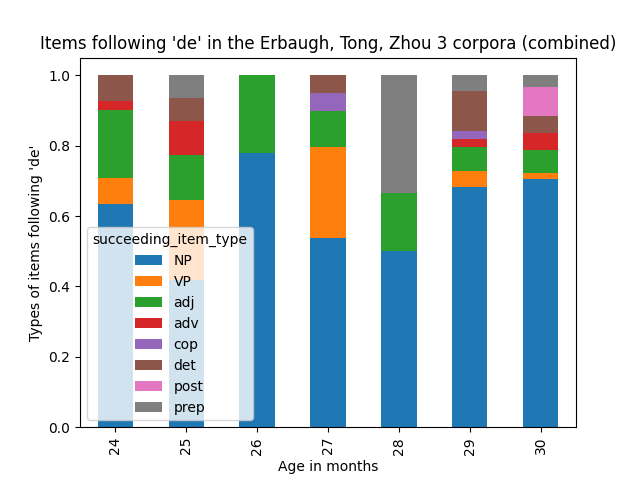 Items following 'de' in the Erbaugh, Tong, Zhou 3 corpora (combined)
Types of items following 'de'
1.0
0.8
0.6
0.4
0.2
0.0
succeeding_item_type
NP
VP
adj
adv
cop
det
post
prep
24 25 26 27 28 29 30
Age in months